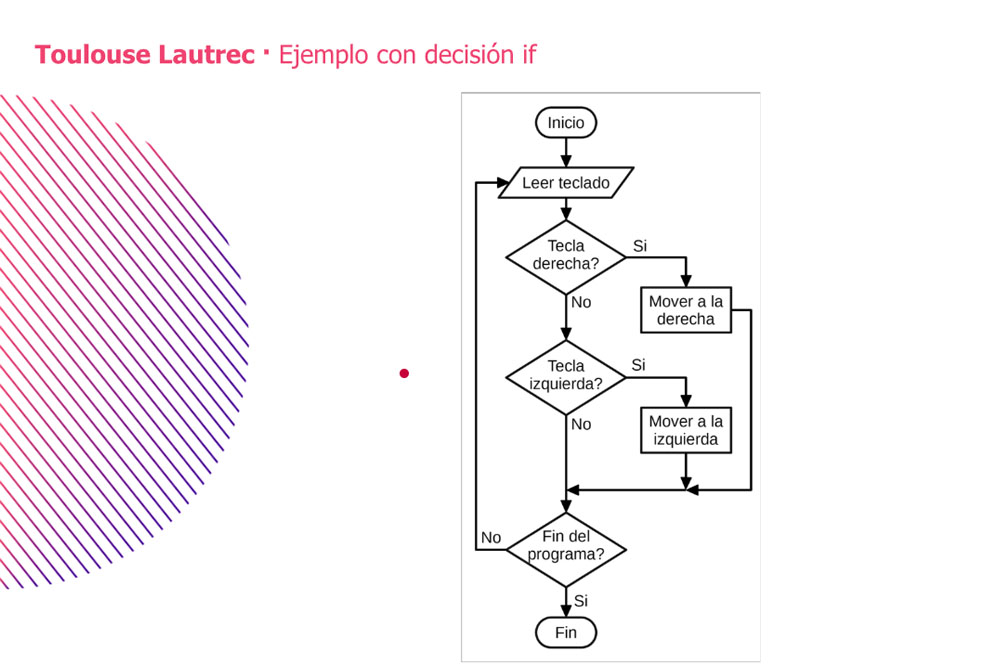 Toulouse Lautrec · Ejemplo con decisión if
Inicio
Leer teclado
Tecla
derecha?
Si
No
Mover a la
derecha
Tecla
izquierda?
Si
No
Mover a la
izquierda
Fin del
programa?
No
Si
Fin